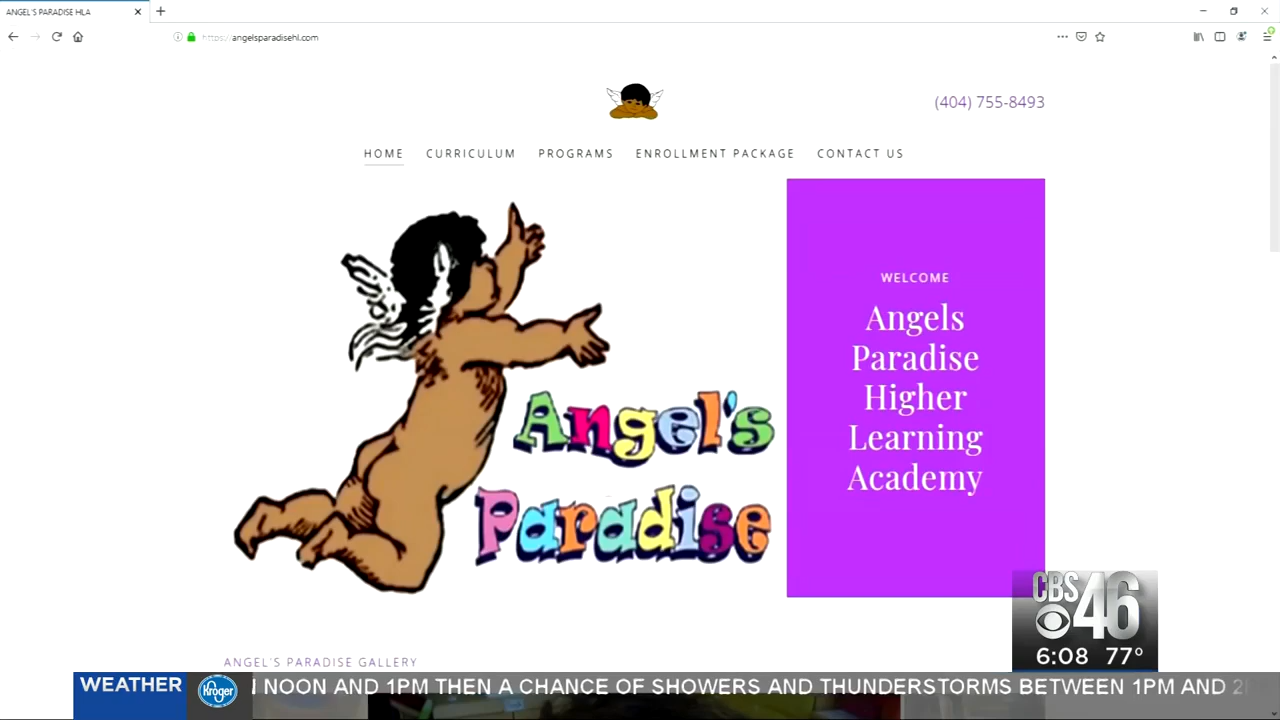 ANGEL'S PARADISE HLA
https://angelsparadisehl.com
(404) 755-8493
HOME CURRICULUM PROGRAMS ENROLLMENT PACKAGE CONTACT US
WELCOME
Angels
Paradise
Higher
Learning
Academy
Angel's
Paradise
CBS 46
6:08 77°
ANGEL'S PARADISE GALLERY
WEATHER Kroger NOON AND 1PM THEN A CHANCE OF SHOWERS AND THUNDERSTORMS BETWEEN 1PM AND